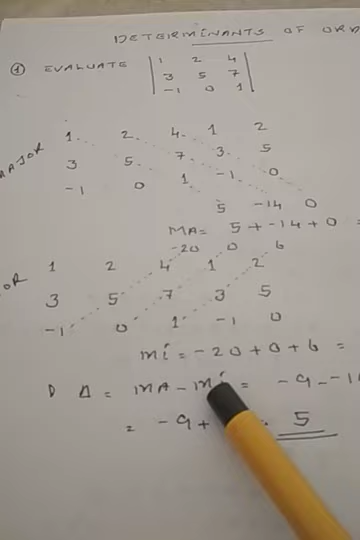 DETERMINANTS OF ORD
① EVALUATE | 1 2 4 |
| 3 5 7 |
| -1 0 1 |
MAJOR 1 2 4 1 2
3 5 7 3 5
-1 0 1 -1 0
5 -14 0
MA= 5+-14+0 =
-20 0 6
OR 1 2 4 1 2
3 5 7 3 5
-1 0 1 -1 0
mi = -20+0+6 =
D Δ = MA-mi = -9--1
= -9+ 5